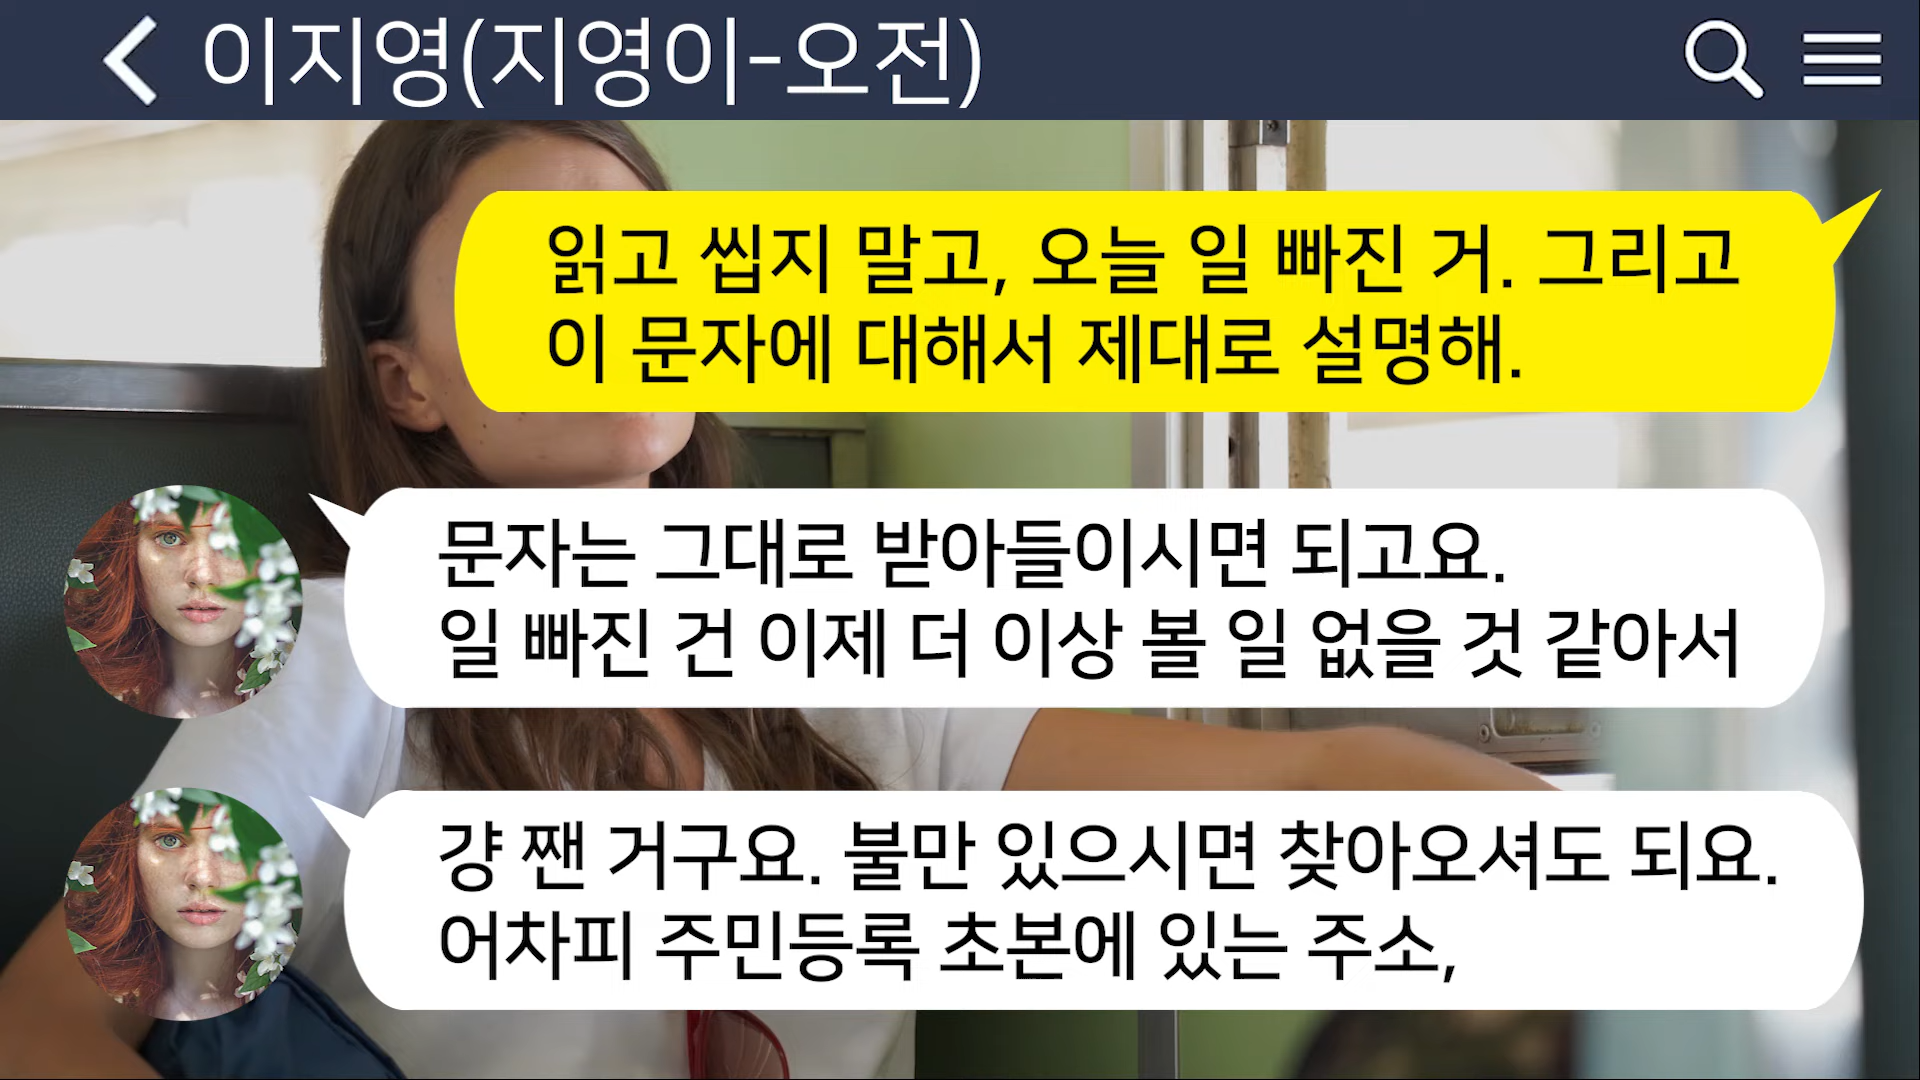 이지영(지영이-오전)
읽고 씹지 말고, 오늘 일 빠진 거. 그리고
이 문자에 대해서 제대로 설명해.
문자는 그대로 받아들이시면 되고요.
일 빠진 건 이제 더 이상 볼 일 없을 것 같아서
걍 짼 거구요. 불만 있으시면 찾아오셔도 되요.
어차피 주민등록 초본에 있는 주소,